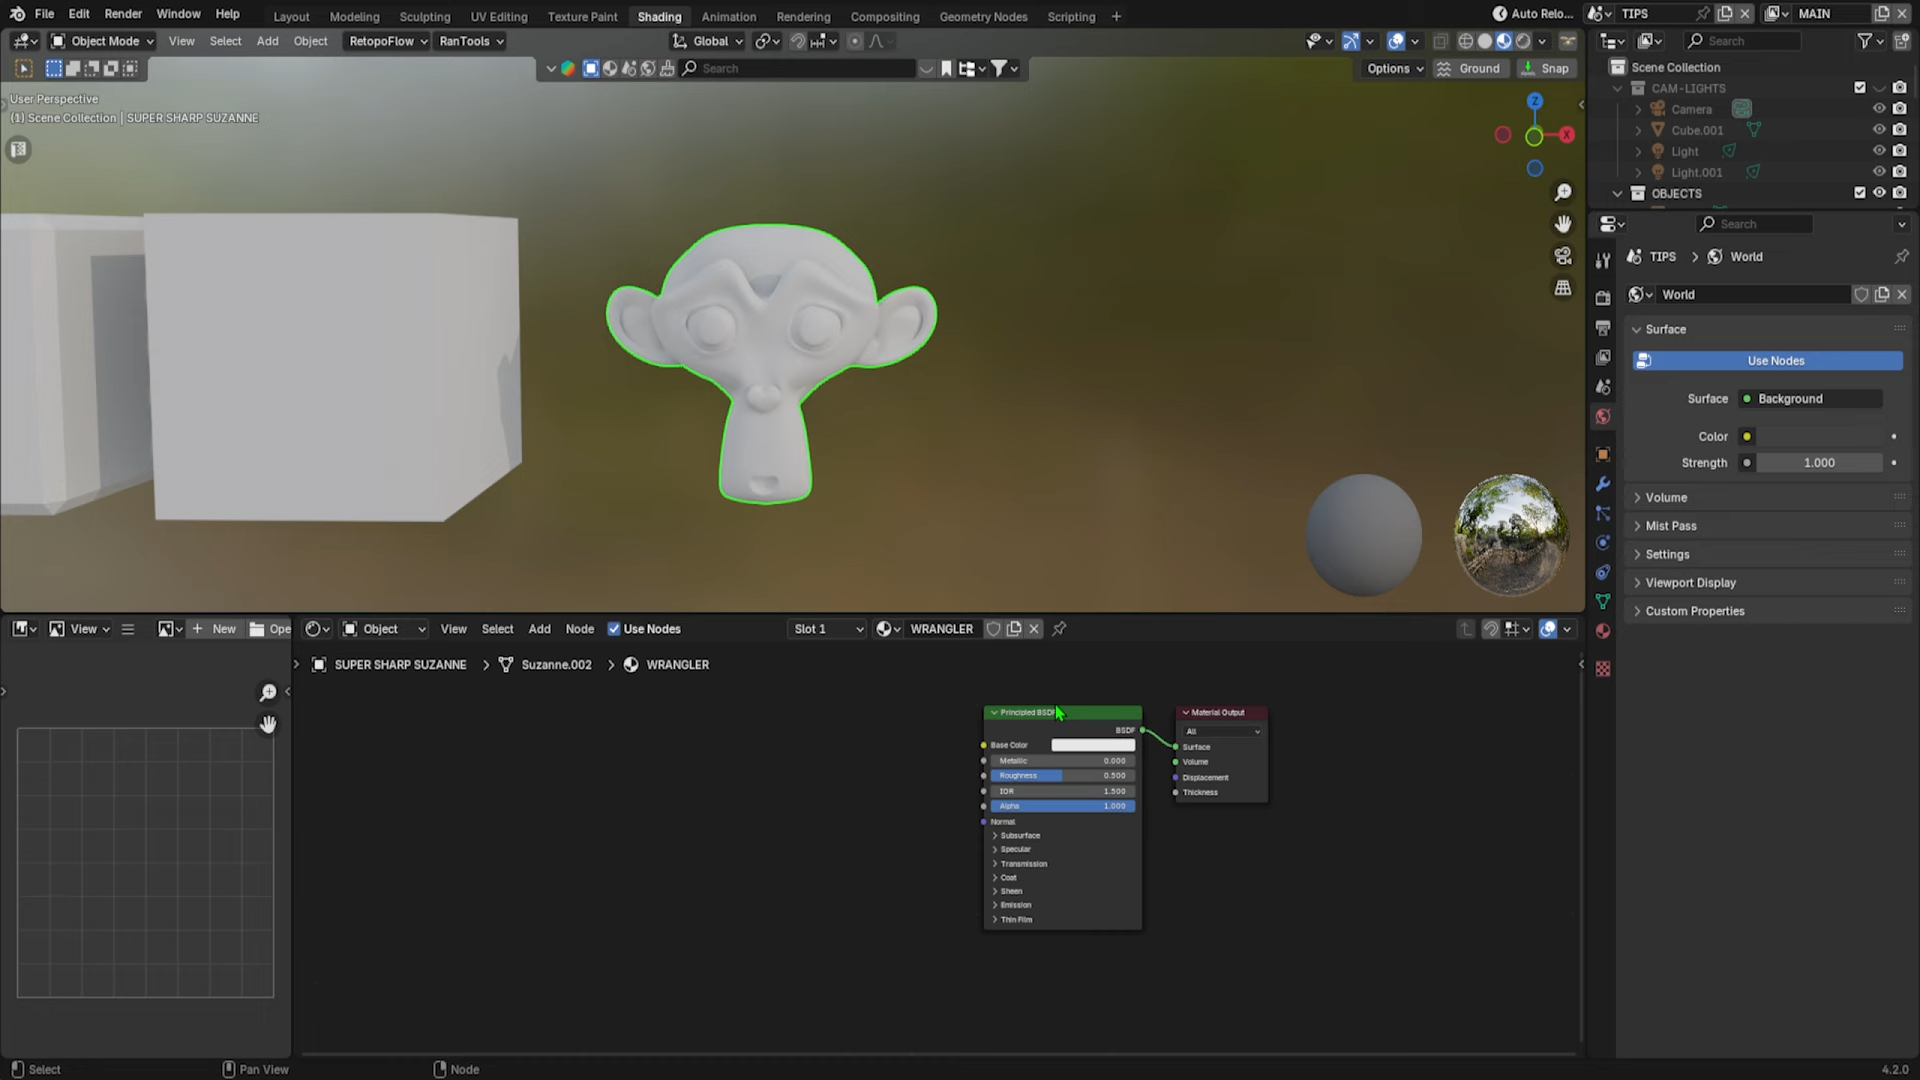 File Edit Render Window Help Layout Modeling Sculpting UV Editing Texture Paint Shading Animation Rendering Compositing Geometry Nodes Scripting + Auto Relo... TIPS MAIN
Object Mode View Select Add Object RetopoFlow RanTools Global Search
Search Options Ground Snap
User Perspective
(1) Scene Collection | SUPER SHARP SUZANNE
Z
X
Scene Collection
CAM-LIGHTS
Camera
Cube.001
Light
Light.001
OBJECTS
Search
TIPS > World
World
Surface
Use Nodes
Surface Background
Color
Strength 1.000
Volume
Mist Pass
Settings
Viewport Display
Custom Properties
View + New Ope Object View Select Add Node Use Nodes Slot 1 WRANGLER
SUPER SHARP SUZANNE > Suzanne.002 > WRANGLER
Principled BSDF
BSDF
Base Color
Metallic 0.000
Roughness 0.500
IOR 1.500
Alpha 1.000
Normal
Subsurface
Specular
Transmission
Coat
Sheen
Emission
Thin Film
Material Output
All
Surface
Volume
Displacement
Thickness
Select Pan View Node 4.2.0